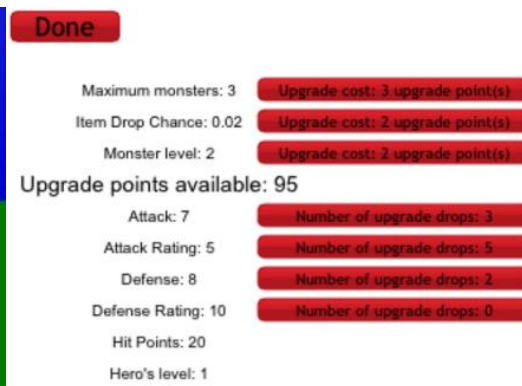 Done
Maximum monsters: 3 Upgrade cost: 3 upgrade point(s)
Item Drop Chance: 0.02 Upgrade cost: 2 upgrade point(s)
Monster level: 2 Upgrade cost: 2 upgrade point(s)
Upgrade points available: 95
Attack: 7 Number of upgrade drops: 3
Attack Rating: 5 Number of upgrade drops: 5
Defense: 8 Number of upgrade drops: 2
Defense Rating: 10 Number of upgrade drops: 0
Hit Points: 20
Hero's level: 1